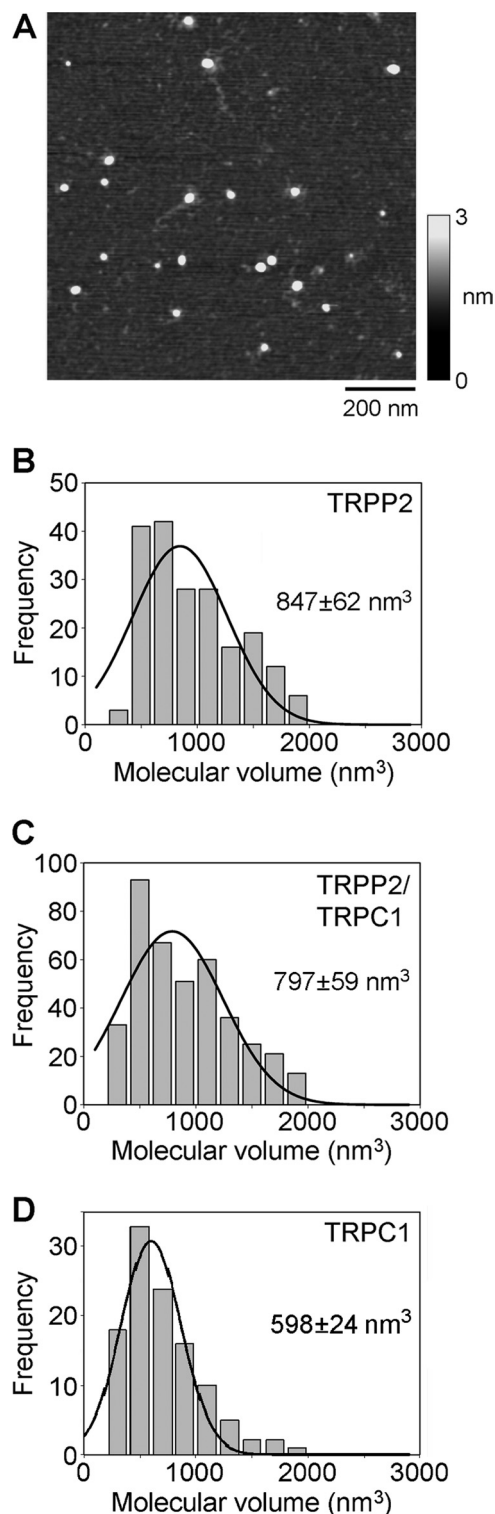 A
3
nm
0
200 nm
B
50
40
30
20
10
0
Frequency
TRPP2
847±62 nm³
0
1000
2000
3000
Molecular volume (nm³)
C
100
80
60
40
20
0
Frequency
TRPP2/
TRPC1
797±59 nm³
0
1000
2000
3000
Molecular volume (nm³)
D
30
20
10
0
Frequency
TRPC1
598±24 nm³
0
1000
2000
3000
Molecular volume (nm³)